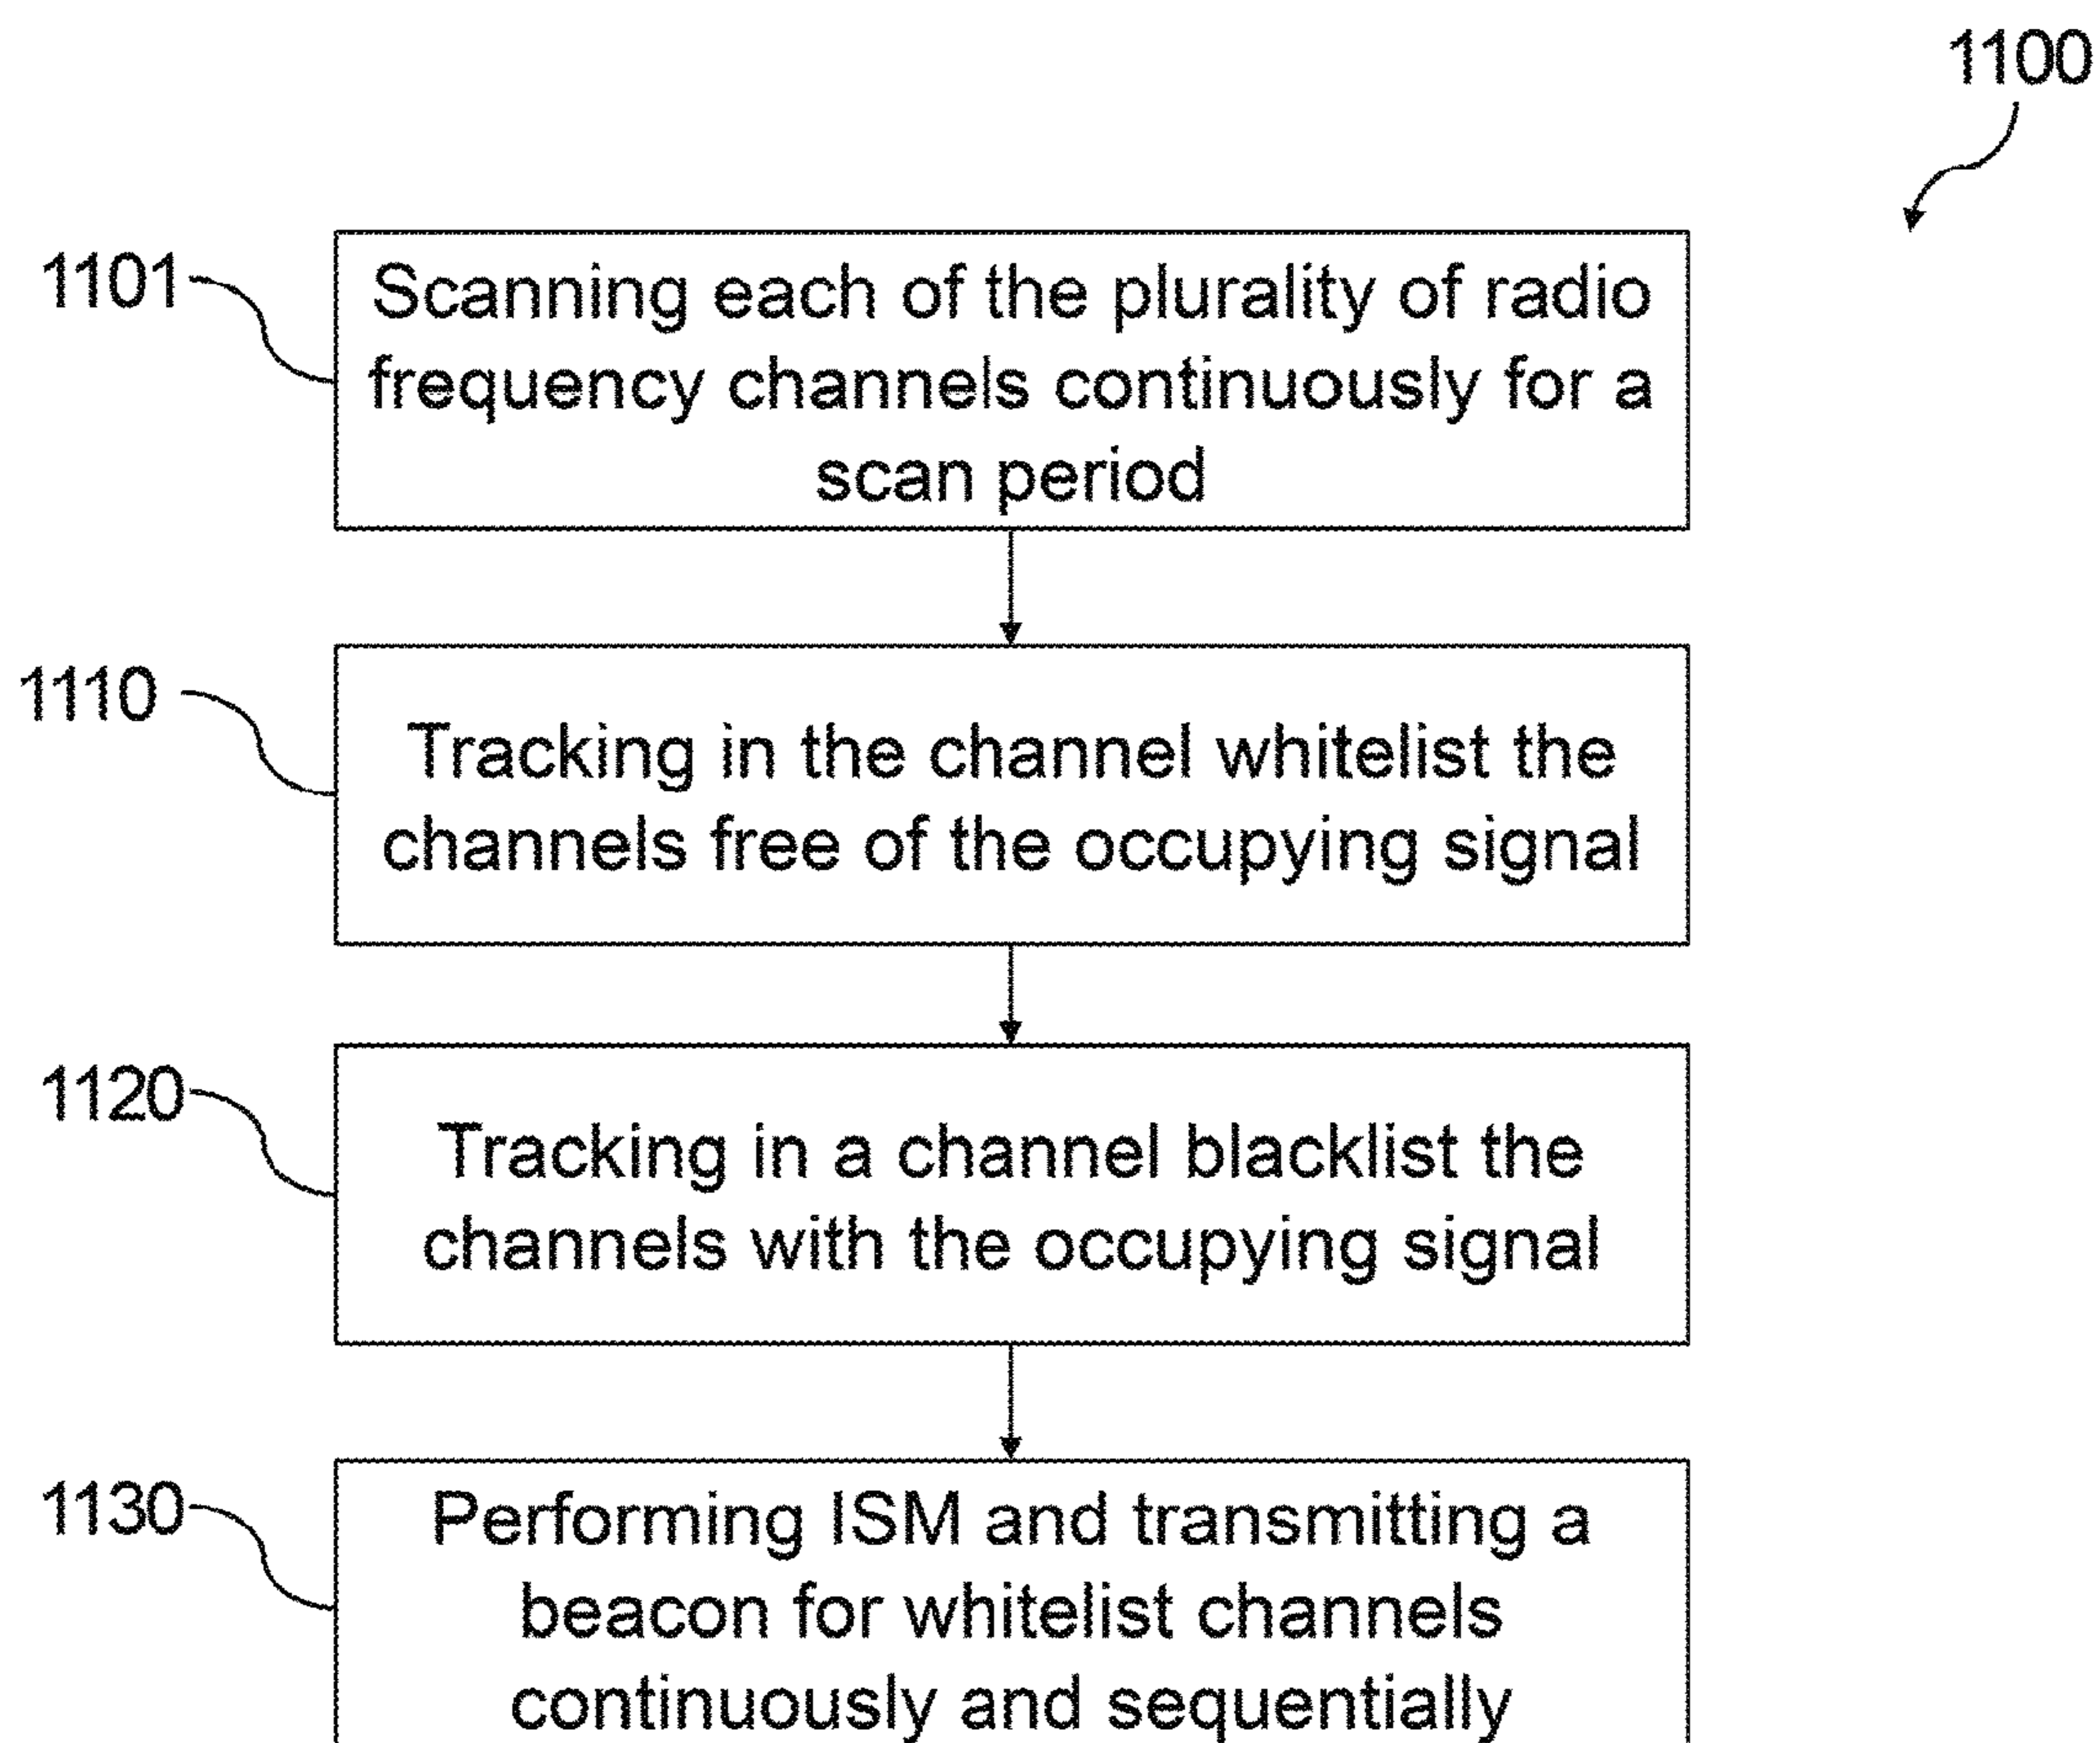 1100
1101
Scanning each of the plurality of radio
frequency channels continuously for a
scan period
1110
Tracking in the channel whitelist the
channels free of the occupying signal
1120
Tracking in a channel blacklist the
channels with the occupying signal
1130
Performing ISM and transmitting a
beacon for whitelist channels
continuously and sequentially